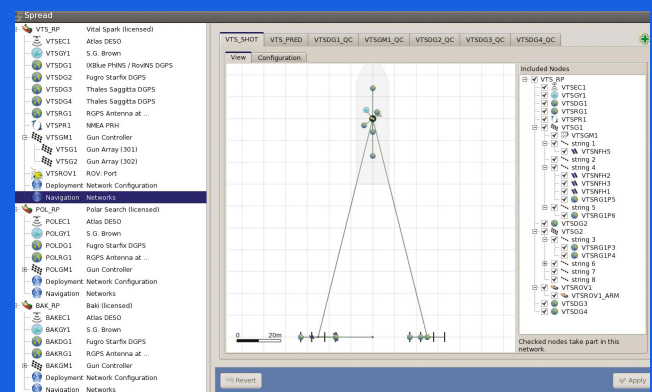 Spread
VTS_RP Vital Spark (licensed)
VTSEC1 Atlas DESO
VTSGY1 S.G. Brown
VTSDG1 IXBlue PhINS / RovINS DGPS
VTSDG2 Fugro Starfix DGPS
VTSDG3 Thales Saggitta DGPS
VTSDG4 Thales Saggitta DGPS
VTSRG1 RGPS Antenna at ...
VTSPR1 NMEA PRH
VTSGM1 Gun Controller
VTSG1 Gun Array (301)
VTSG2 Gun Array (302)
VTSROV1 ROV: Port
Deployment Network Configuration
Navigation Networks
POL_RP Polar Search (licensed)
POLEC1 Atlas DESO
POLGY1 S.G. Brown
POLDG1 Fugro Starfix DGPS
POLRG1 RGPS Antenna at ...
POLGM1 Gun Controller
Deployment Network Configuration
Navigation Networks
BAK_RP Baki (licensed)
BAKEC1 Atlas DESO
BAKGY1 S.G. Brown
BAKDG1 Fugro Starfix DGPS
BAKRG1 RGPS Antenna at ...
BAKGM1 Gun Controller
Deployment Network Configuration
Navigation Networks
VTS_SHOT VTS_PRED VTSDG1_QC VTSGM1_QC VTSDG2_QC VTSDG3_QC VTSDG4_QC
View Configuration
0 20m
Included Nodes
VTS_RP
VTSEC1
VTSGY1
VTSDG1
VTSRG1
VTSPR1
VTSG1
VTSGM1
string 1
VTSNFH5
string 2
string 4
VTSNFH2
VTSNFH3
VTSNFH1
VTSRG1P5
string 5
VTSRG1P6
VTSDG2
VTSG2
string 3
VTSRG1P3
VTSRG1P4
string 6
string 7
string 8
VTSROV1
VTSROV1_ARM
VTSDG3
VTSDG4
Checked nodes take part in this
network.
Revert
Apply